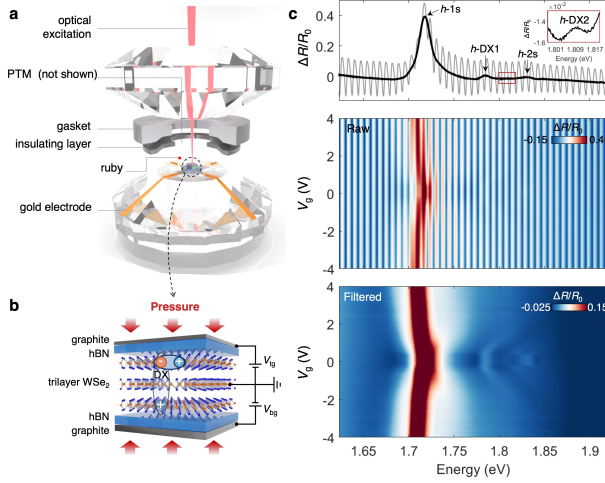 a
optical
excitation
PTM (not shown)
gasket
insulating layer
ruby
gold electrode
b
Pressure
graphite
hBN
DX
trilayer WSe₂
hBN
graphite
V_tg
V_bg
c
ΔR/R₀
0.4
0.2
0
h-1s
h-DX1
h-2s
×10⁻²
h-DX2
ΔR/R₀
-1.4
-1.6
1.801 1.809 1.817
Energy (eV)
Raw
ΔR/R₀
-0.15 0.4
V_g (V)
4
2
0
-2
-4
Filtered
ΔR/R₀
-0.025 0.15
V_g (V)
4
2
0
-2
-4
1.65 1.7 1.75 1.8 1.85 1.9
Energy (eV)